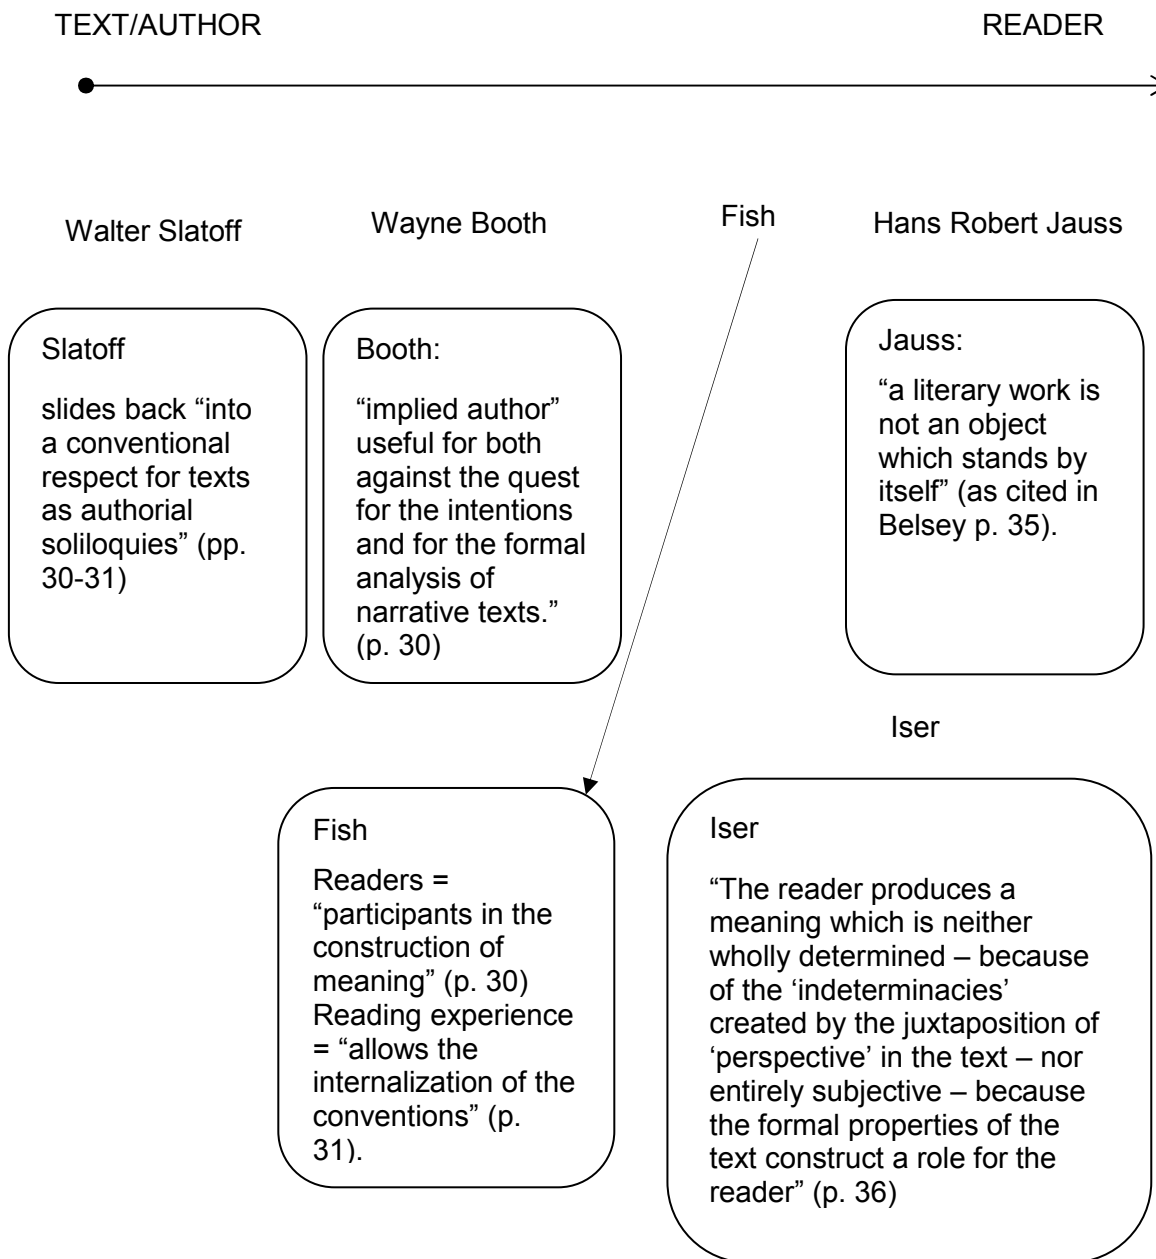 TEXT/AUTHOR
READER
Walter Slatoff
Wayne Booth
Fish
Hans Robert Jauss
Slatoff
slides back “into
a conventional
respect for texts
as authorial
soliloquies” (pp.
30-31)
Booth:
“implied author”
useful for both
against the quest
for the intentions
and for the formal
analysis of
narrative texts.”
(p. 30)
Jauss:
“a literary work is
not an object
which stands by
itself” (as cited in
Belsey p. 35).
Iser
Fish
Readers =
“participants in the
construction of
meaning” (p. 30)
Reading experience
= “allows the
internalization of the
conventions” (p.
31).
Iser
“The reader produces a
meaning which is neither
wholly determined – because
of the ‘indeterminacies’
created by the juxtaposition of
‘perspective’ in the text – nor
entirely subjective – because
the formal properties of the
text construct a role for the
reader” (p. 36)